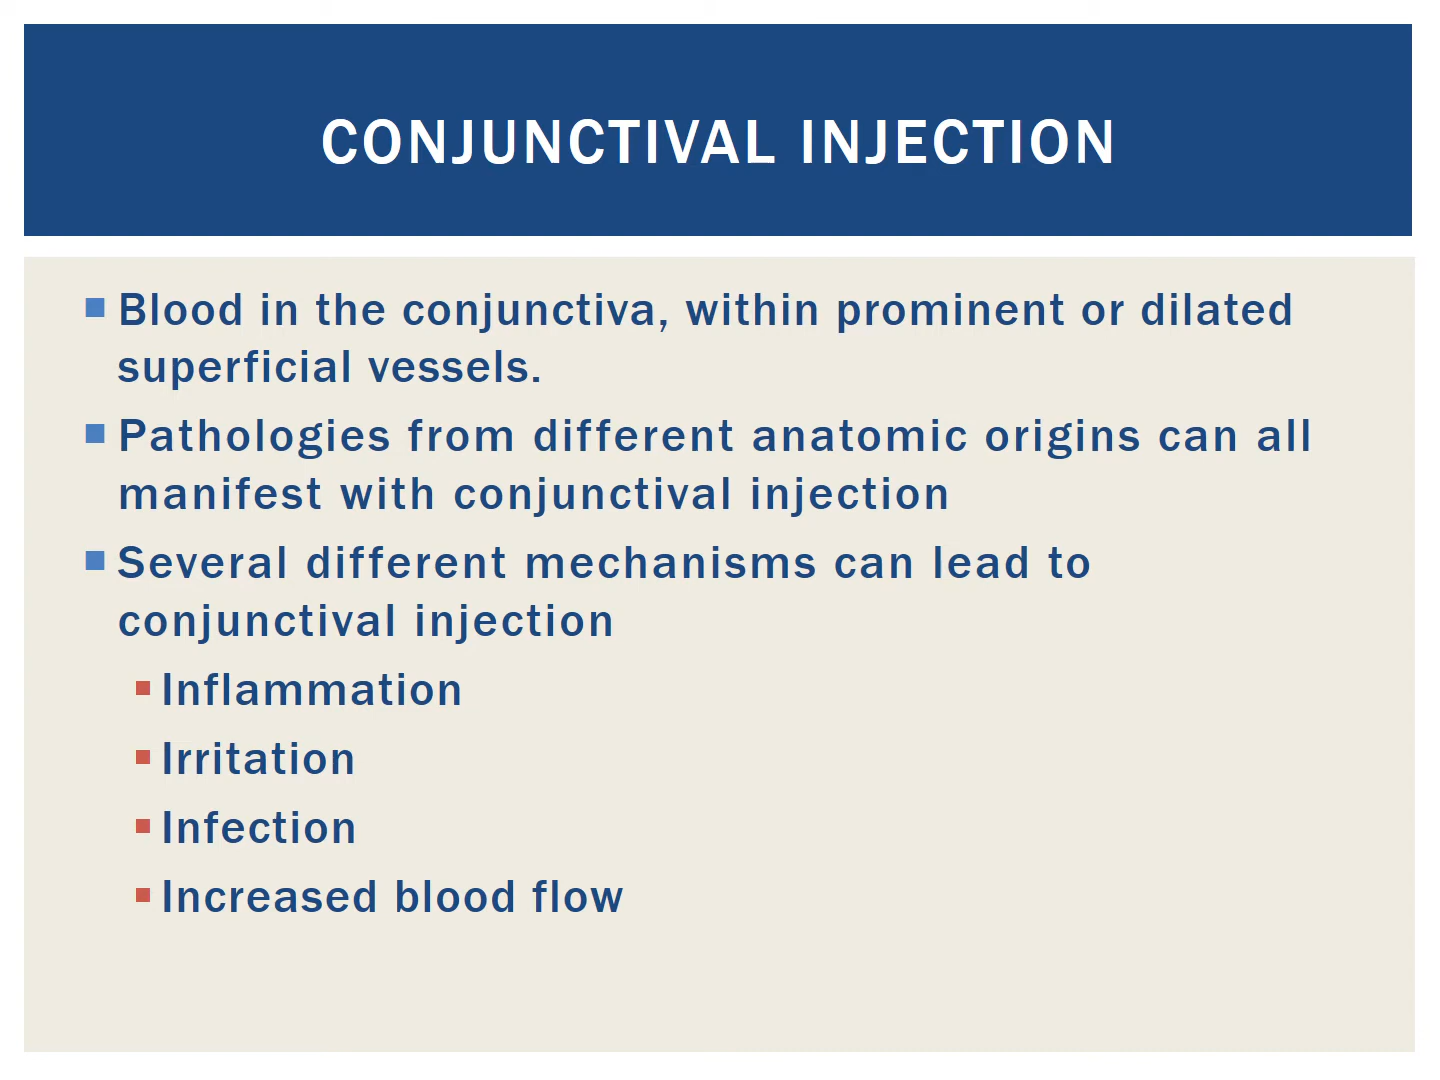 CONJUNCTIVAL INJECTION
Blood in the conjunctiva, within prominent or dilated
superficial vessels.
Pathologies from different anatomic origins can all
manifest with conjunctival injection
Several different mechanisms can lead to
conjunctival injection
Inflammation
Irritation
Infection
Increased blood flow